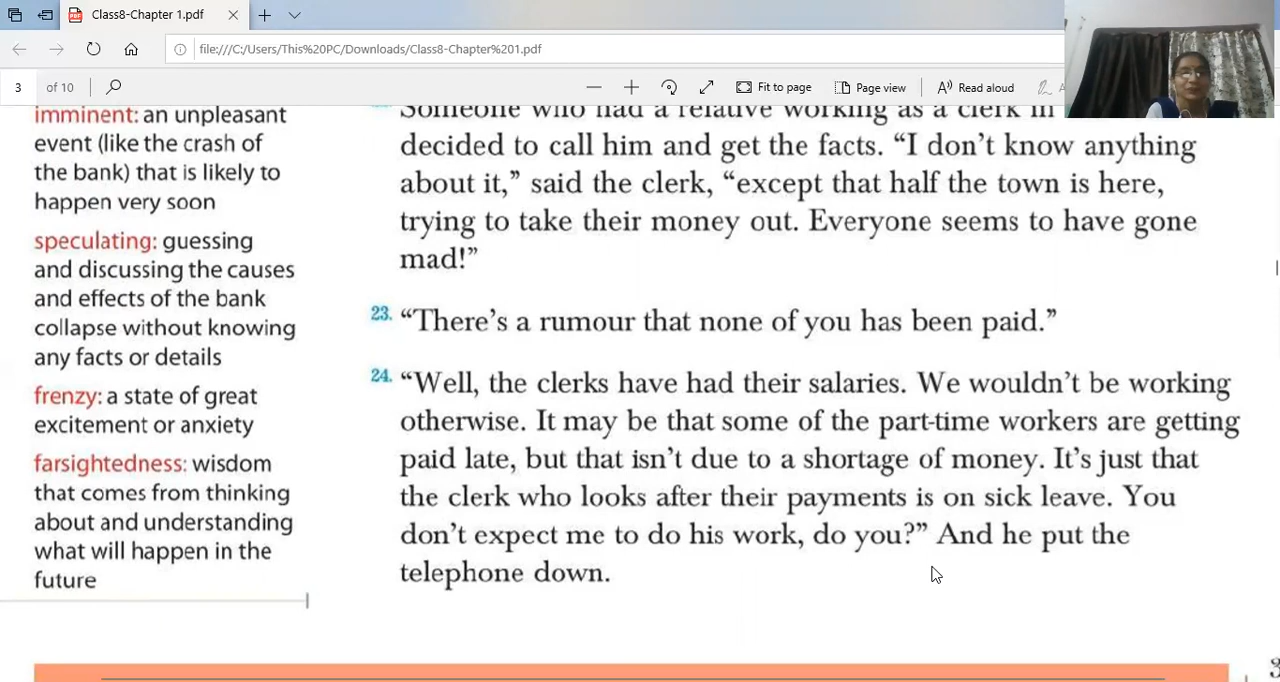 Class8-Chapter 1.pdf
file:///C:/Users/This%20PC/Downloads/Class8-Chapter%201.pdf
3 of 10
Fit to page
Page view
Read aloud
imminent: an unpleasant
event (like the crash of
the bank) that is likely to
happen very soon
speculating: guessing
and discussing the causes
and effects of the bank
collapse without knowing
any facts or details
frenzy: a state of great
excitement or anxiety
farsightedness: wisdom
that comes from thinking
about and understanding
what will happen in the
future
Someone who had a relative working as a clerk in
decided to call him and get the facts. “I don’t know anything
about it,” said the clerk, “except that half the town is here,
trying to take their money out. Everyone seems to have gone
mad!”
23. “There’s a rumour that none of you has been paid.”
24. “Well, the clerks have had their salaries. We wouldn’t be working
otherwise. It may be that some of the part-time workers are getting
paid late, but that isn’t due to a shortage of money. It’s just that
the clerk who looks after their payments is on sick leave. You
don’t expect me to do his work, do you?” And he put the
telephone down.
3